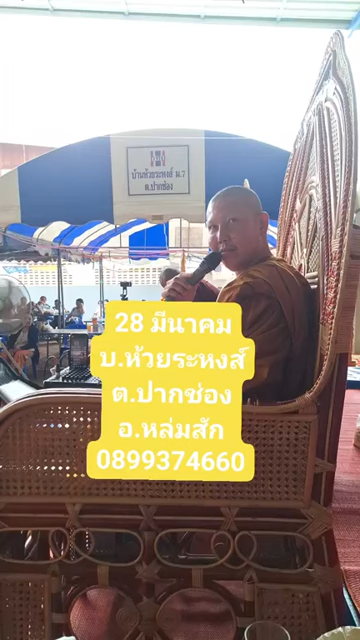 บ้านห้วยระหงส์ ม.7
ต.ปากช่อง
28 มีนาคม
บ.ห้วยระหงส์
ต.ปากช่อง
อ.หล่มสัก
0899374660